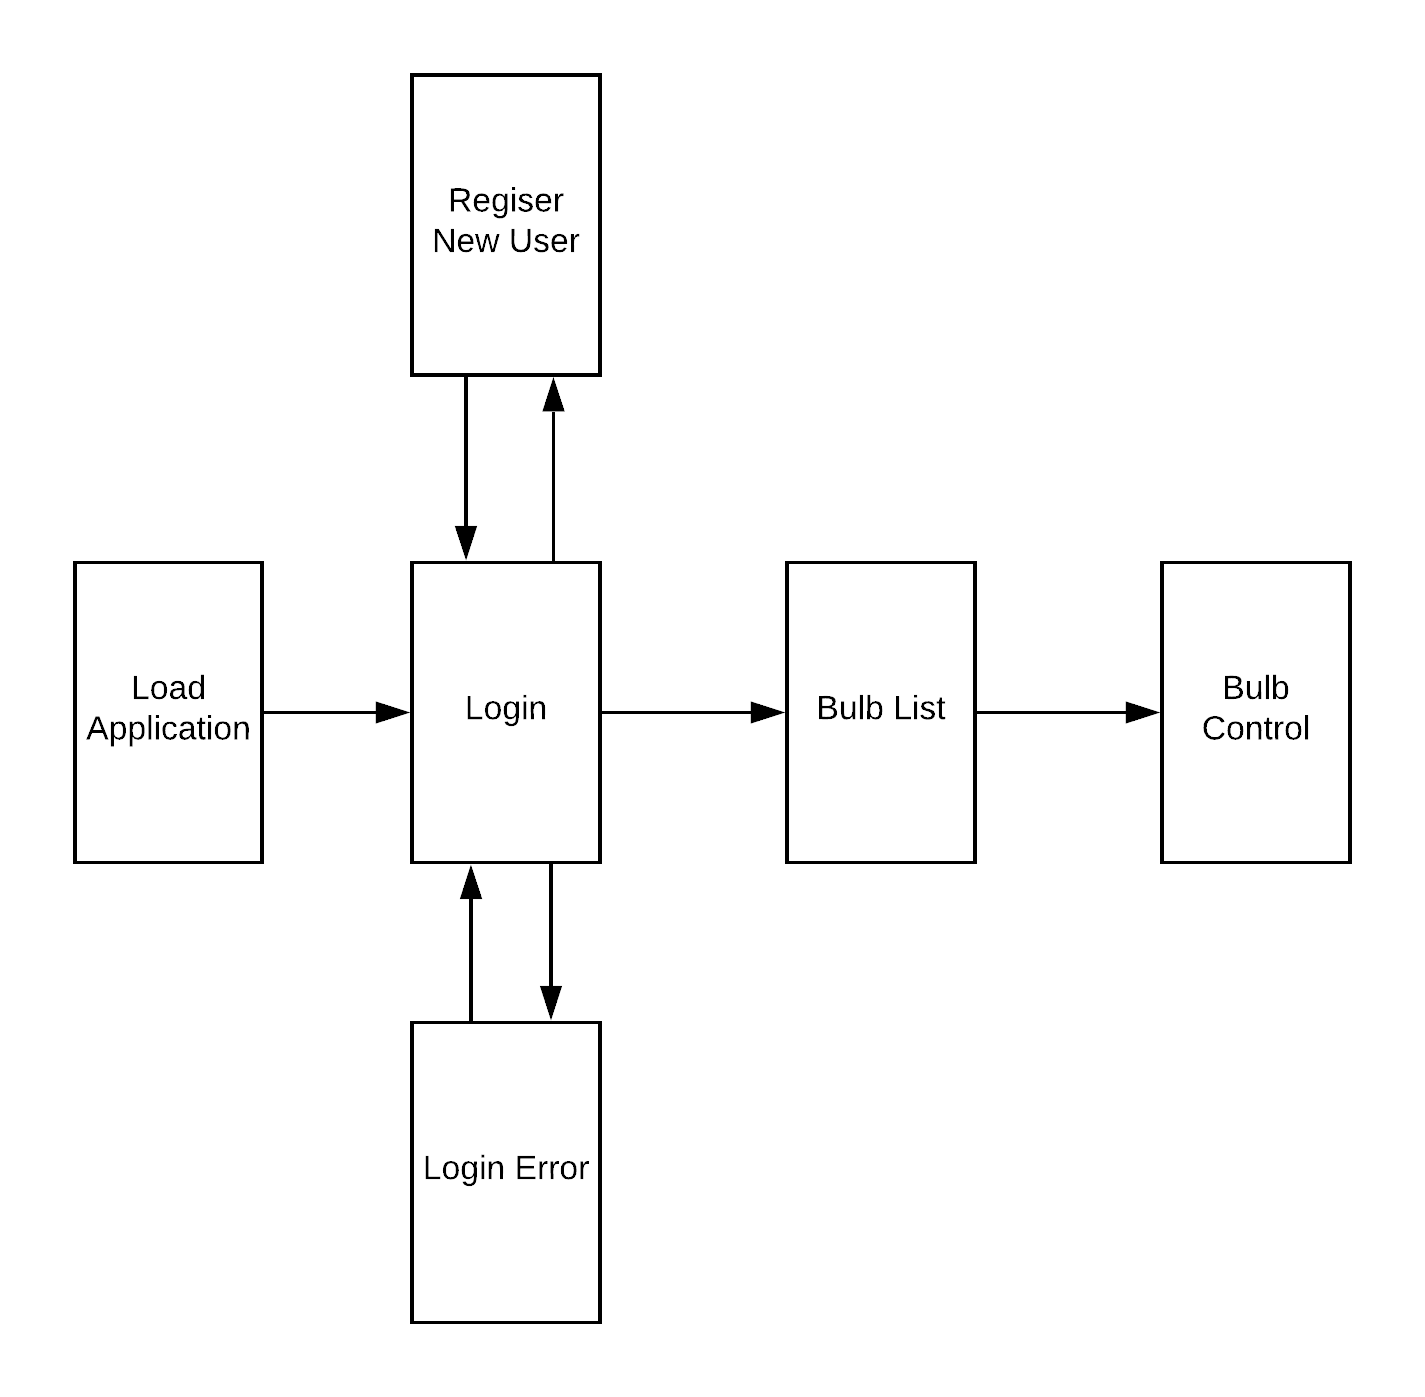 Regiser
New User
Load
Application
Login
Bulb List
Bulb
Control
Login Error